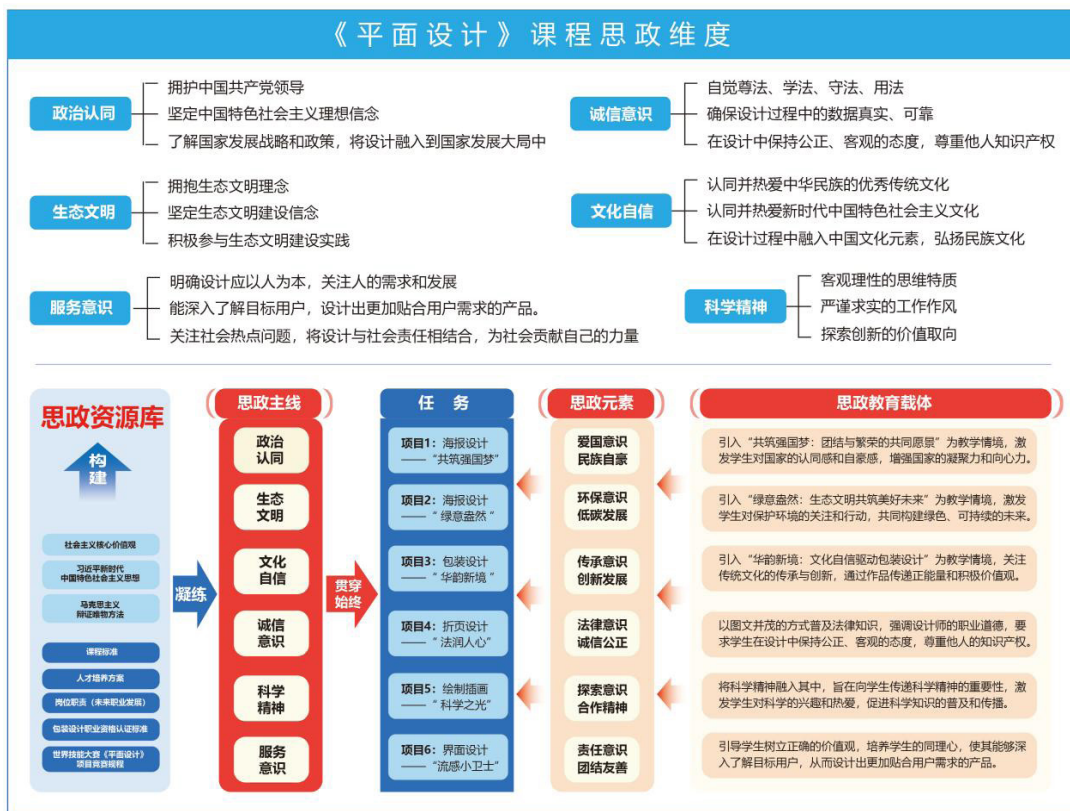 《平面设计》课程思政维度
政治认同
拥护中国共产党领导
坚定中国特色社会主义理想信念
了解国家发展战略和政策，将设计融入到国家发展大局中
诚信意识
自觉尊法、学法、守法、用法
确保设计过程中的数据真实、可靠
在设计中保持公正、客观的态度，尊重他人知识产权
生态文明
拥抱生态文明理念
坚定生态文明建设信念
积极参与生态文明建设实践
文化自信
认同并热爱中华民族的优秀传统文化
认同并热爱新时代中国特色社会主义文化
在设计过程中融入中国文化元素，弘扬民族文化
服务意识
明确设计应以人为本，关注人的需求和发展
能深入了解目标用户，设计出更加贴合用户需求的产品。
关注社会热点问题，将设计与社会责任相结合，为社会贡献自己的力量
科学精神
客观理性的思维特质
严谨求实的工作作风
探索创新的价值取向
思政资源库
构
建
社会主义核心价值观
习近平新时代
中国特色社会主义思想
马克思主义
辩证唯物方法
课程标准
人才培养方案
岗位职责（未来职业发展）
包装设计职业资格认证标准
世界技能大赛《平面设计》
项目竞赛规程
凝练
思政主线
政治
认同
生态
文明
文化
自信
诚信
意识
科学
精神
服务
意识
贯穿
始终
任 务
项目1：海报设计
——“共筑强国梦”
项目2：海报设计
——“ 绿意盎然 “
项目3：包装设计
——“ 华韵新境 ”
项目4：折页设计
——“ 法润人心”
项目5：绘制插画
——“ 科学之光”
项目6：界面设计
——“流感小卫士”
思政元素
爱国意识
民族自豪
环保意识
低碳发展
传承意识
创新发展
法律意识
诚信公正
探索意识
合作精神
责任意识
团结友善
思政教育载体
引入“共筑强国梦：团结与繁荣的共同愿景”为教学情境，激
发学生对国家的认同感和自豪感，增强国家的凝聚力和向心力。
引入“绿意盎然：生态文明共筑美好未来”为教学情境，激发
学生对保护环境的关注和行动，共同构建绿色、可持续的未来。
引入“华韵新境：文化自信驱动包装设计”为教学情境，关注
传统文化的传承与创新，通过作品传递正能量和积极价值观。
以图文并茂的方式普及法律知识，强调设计师的职业道德，要
求学生在设计中保持公正、客观的态度，尊重他人的知识产权。
将科学精神融入其中，旨在向学生传递科学精神的重要性，激
发学生对科学的兴趣和热爱，促进科学知识的普及和传播。
引导学生树立正确的价值观，培养学生的同理心，使其能够深
入了解目标用户，从而设计出更加贴合用户需求的产品。